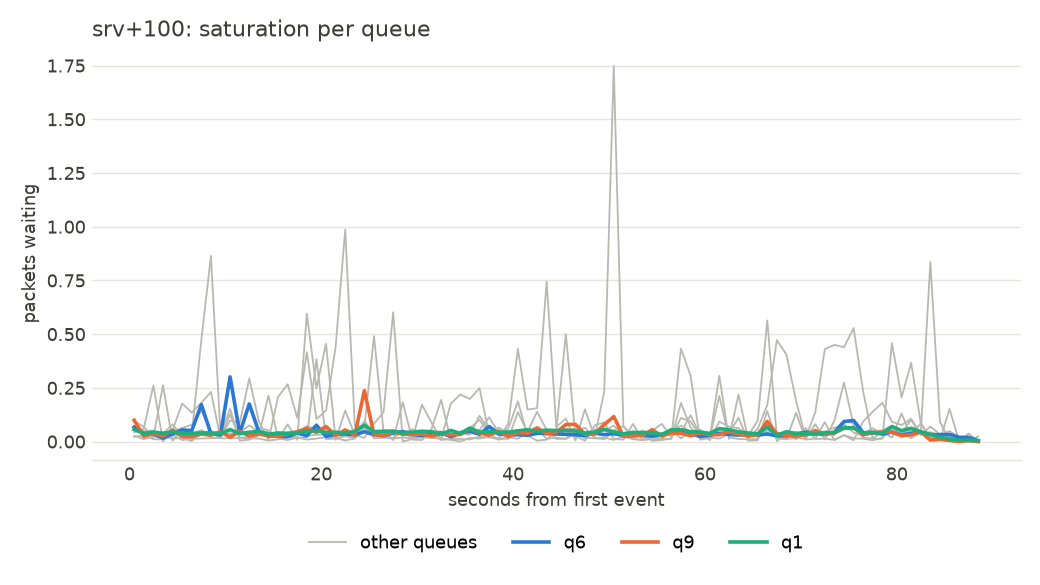 srv+100: saturation per queue
packets waiting
1.75
1.50
1.25
1.00
0.75
0.50
0.25
0.00
0 20 40 60 80
seconds from first event
other queues q6 q9 q1